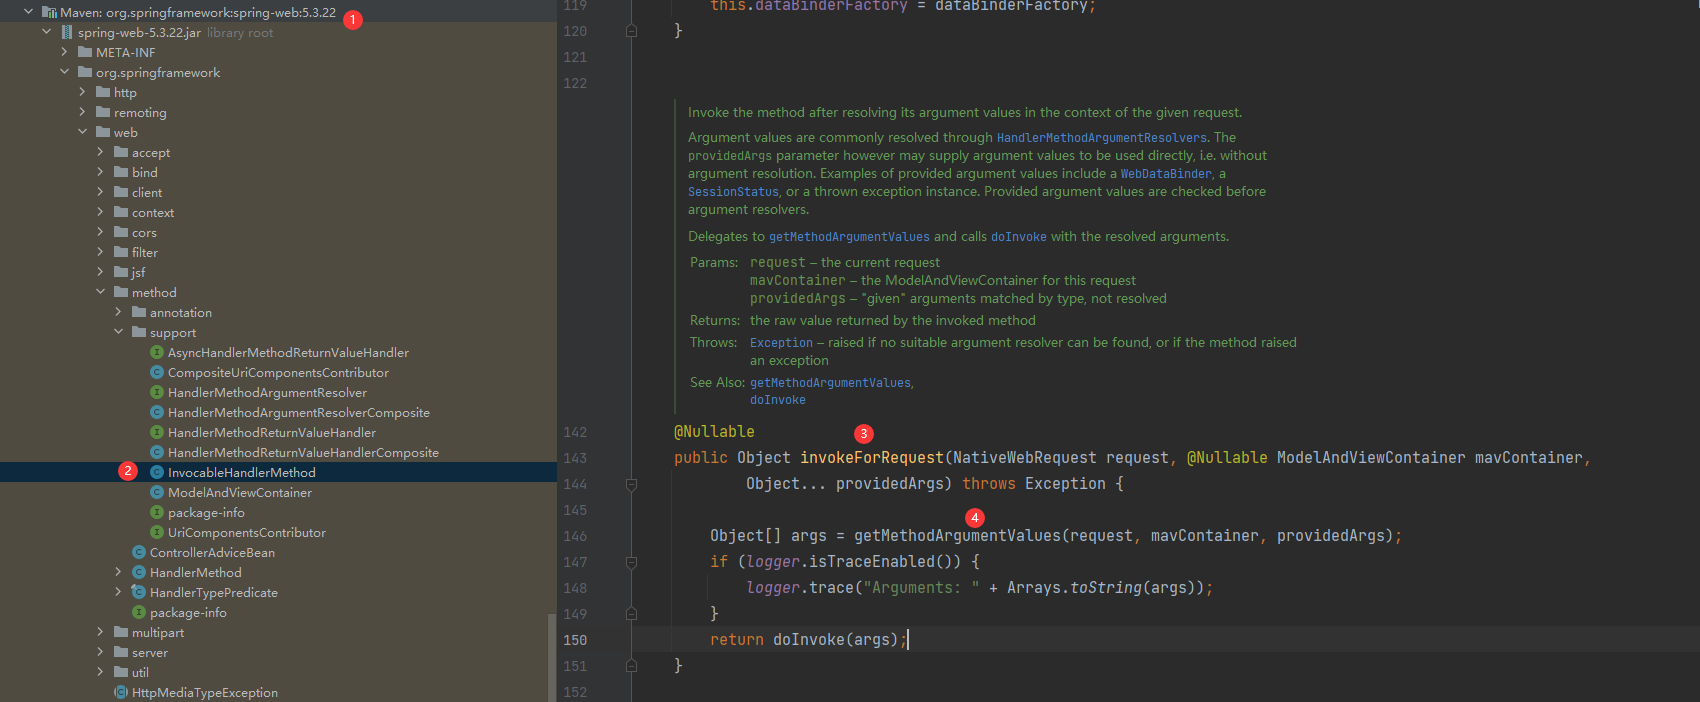 Maven: org.springframework:spring-web:5.3.22
1
spring-web-5.3.22.jar library root
META-INF
org.springframework
http
remoting
web
accept
bind
client
context
cors
filter
jsf
method
annotation
support
AsyncHandlerMethodReturnValueHandler
CompositeUriComponentsContributor
HandlerMethodArgumentResolver
HandlerMethodArgumentResolverComposite
HandlerMethodReturnValueHandler
HandlerMethodReturnValueHandlerComposite
2 InvocableHandlerMethod
ModelAndViewContainer
package-info
UriComponentsContributor
ControllerAdviceBean
HandlerMethod
HandlerTypePredicate
package-info
multipart
server
util
HttpMediaTypeException
119 this.dataBinderFactory = dataBinderFactory;
120 }
121
122
Invoke the method after resolving its argument values in the context of the given request.
Argument values are commonly resolved through HandlerMethodArgumentResolvers. The
providedArgs parameter however may supply argument values to be used directly, i.e. without
argument resolution. Examples of provided argument values include a WebDataBinder, a
SessionStatus, or a thrown exception instance. Provided argument values are checked before
argument resolvers.
Delegates to getMethodArgumentValues and calls doInvoke with the resolved arguments.
Params: request – the current request
mavContainer – the ModelAndViewContainer for this request
providedArgs – "given" arguments matched by type, not resolved
Returns: the raw value returned by the invoked method
Throws: Exception – raised if no suitable argument resolver can be found, or if the method raised
an exception
See Also: getMethodArgumentValues,
doInvoke
142 @Nullable
3
143 public Object invokeForRequest(NativeWebRequest request, @Nullable ModelAndViewContainer mavContainer,
144 Object... providedArgs) throws Exception {
145
4
146 Object[] args = getMethodArgumentValues(request, mavContainer, providedArgs);
147 if (logger.isTraceEnabled()) {
148 logger.trace("Arguments: " + Arrays.toString(args));
149 }
150 return doInvoke(args);
151 }
152